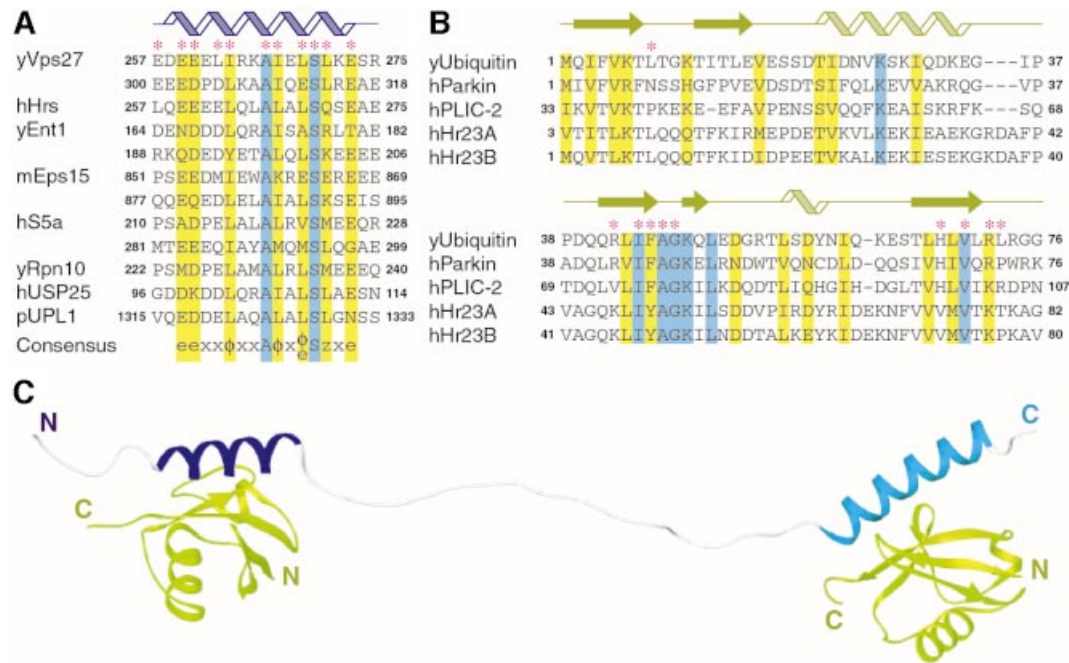 A
yVps27 257 EDEEELIRKAIELSLKESR 275
300 EEEDPDLKAAIQESLREAE 318
hHrs 257 LQEEEELQLALALSQSEAE 275
yEnt1 164 DENDDDLQRAISASRLTAE 182
188 RKQDEDYETALQLSKEEEE 206
mEps15 851 PSEEDMIEWAKRESEREEE 869
877 QQEQEDLELAIALSKSEIS 895
hS5a 210 PSADPELALALRVSMEEQR 228
281 MTEEEQIAYAMQMSLQGAE 299
yRpn10 222 PSMDPELAMALRLSMEEEQ 240
hUSP25 96 GDDKDDLQRAIALSLAESN 114
pUPL1 1315 VQEDDELAQALALSLGNSS 1333
Consensus eexxϕxxAϕxϕSzxe
e
B
yUbiquitin 1 MQIFVKTLTGKTITLEVESSDTIDNVKSKIQDKEG---IP 37
hParkin 1 MIVFVRFNSSHGFPVEVDSDTSIFQLKEVVAKRQG---VP 37
hPLIC-2 33 IKVTVKTPKEKE-EFAVPENSSVQQFKEAISKRFK---SQ 68
hHr23A 3 VTITLKTLQQQTFKIRMEPDETVKVLKEKIEAEKGRDAFP 42
hHr23B 1 MQVTLKTLQQQTFKIDIDPEETVKALKEKIESEKGKDAFP 40
yUbiquitin 38 PDQQRLIFAGKQLEDGRTLSDYNIQ-KESTLHLVLRLRGG 76
hParkin 38 ADQLRVIFAGKELRNDWTVQNCDLD-QQSIVHIVQRPWRK 76
hPLIC-2 69 TDQLVLIFAGKILKDQDTLIQHGIH-DGLTVHLVIKRDPN 107
hHr23A 43 VAGQKLIYAGKILSDDVPIRDYRIDEKNFVVVMVTKTKAG 82
hHr23B 41 VAGQKLIYAGKILNDDTALKEYKIDEKNFVVVMVTKPKAV 80
C
N
C
N
C
N
C